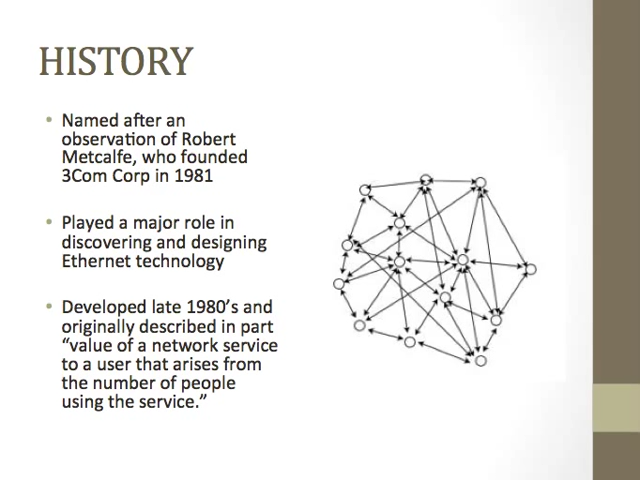 HISTORY
• Named after an
observation of Robert
Metcalfe, who founded
3Com Corp in 1981
• Played a major role in
discovering and designing
Ethernet technology
• Developed late 1980’s and
originally described in part
“value of a network service
to a user that arises from
the number of people
using the service.”